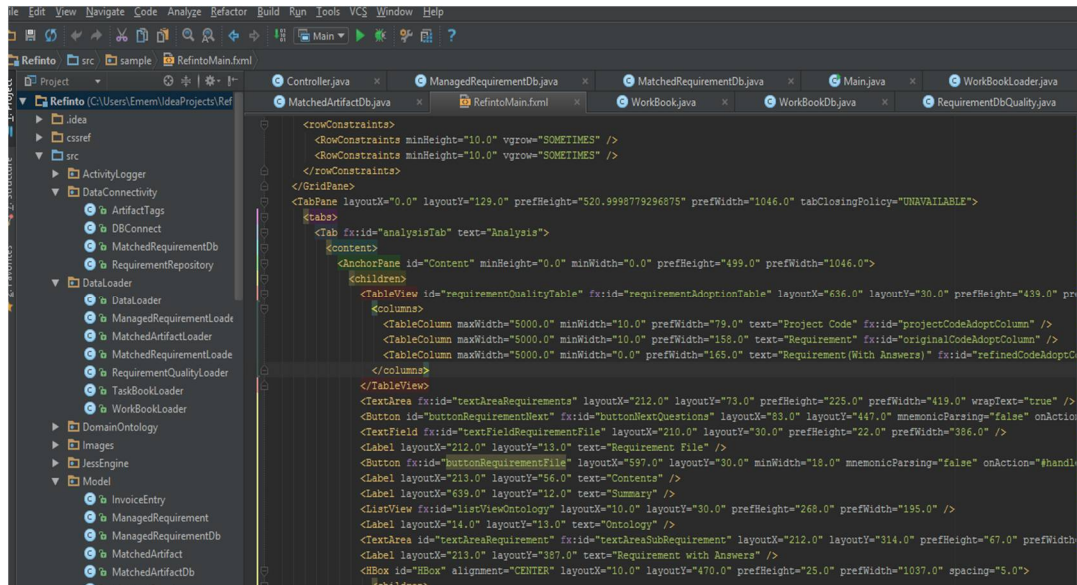 ile Edit View Navigate Code Analyze Refactor Build Run Tools VCS Window Help
Main
Refinto src sample RefintoMain.fxml
Project
Controller.java ManagedRequirementDb.java MatchedRequirementDb.java Main.java WorkBookLoader.java
MatchedArtifactDb.java RefintoMain.fxml WorkBook.java WorkBookDb.java RequirementDbQuality.java
Refinto (C:\Users\Emem\IdeaProjects\Ref
.idea
cssref
src
ActivityLogger
DataConnectivity
ArtifactTags
DBConnect
MatchedRequirementDb
RequirementRepository
DataLoader
DataLoader
ManagedRequirementLoade
MatchedArtifactLoader
MatchedRequirementLoade
RequirementQualityLoader
TaskBookLoader
WorkBookLoader
DomainOntology
Images
JessEngine
Model
InvoiceEntry
ManagedRequirement
ManagedRequirementDb
MatchedArtifact
MatchedArtifactDb
<rowConstraints>
<RowConstraints minHeight="10.0" vgrow="SOMETIMES" />
<RowConstraints minHeight="10.0" vgrow="SOMETIMES" />
</rowConstraints>
</GridPane>
<TabPane layoutX="0.0" layoutY="129.0" prefHeight="520.9998779296875" prefWidth="1046.0" tabClosingPolicy="UNAVAILABLE">
<tabs>
<Tab fx:id="analysisTab" text="Analysis">
<content>
<AnchorPane id="Content" minHeight="0.0" minWidth="0.0" prefHeight="499.0" prefWidth="1046.0">
<children>
<TableView id="requirementQualityTable" fx:id="requirementAdoptionTable" layoutX="636.0" layoutY="30.0" prefHeight="439.0" pre
<columns>
<TableColumn maxWidth="5000.0" minWidth="10.0" prefWidth="79.0" text="Project Code" fx:id="projectCodeAdoptColumn" />
<TableColumn maxWidth="5000.0" minWidth="10.0" prefWidth="158.0" text="Requirement" fx:id="originalCodeAdoptColumn" />
<TableColumn maxWidth="5000.0" minWidth="0.0" prefWidth="165.0" text="Requirement(With Answers)" fx:id="refinedCodeAdoptCo
</columns>
</TableView>
<TextArea fx:id="textAreaRequirements" layoutX="212.0" layoutY="73.0" prefHeight="225.0" prefWidth="419.0" wrapText="true" />
<Button id="buttonRequirementNext" fx:id="buttonNextQuestions" layoutX="83.0" layoutY="447.0" mnemonicParsing="false" onAction
<TextField fx:id="textFieldRequirementFile" layoutX="210.0" layoutY="30.0" prefHeight="22.0" prefWidth="386.0" />
<Label layoutX="212.0" layoutY="13.0" text="Requirement File" />
<Button fx:id="buttonRequirementFile" layoutX="597.0" layoutY="30.0" minWidth="18.0" mnemonicParsing="false" onAction="#handle
<Label layoutX="213.0" layoutY="56.0" text="Contents" />
<Label layoutX="639.0" layoutY="12.0" text="Summary" />
<ListView fx:id="listViewOntology" layoutX="10.0" layoutY="30.0" prefHeight="268.0" prefWidth="195.0" />
<Label layoutX="14.0" layoutY="13.0" text="Ontology" />
<TextArea id="textAreaRequirement" fx:id="textAreaSubRequirement" layoutX="212.0" layoutY="314.0" prefHeight="67.0" prefWidth=
<Label layoutX="213.0" layoutY="387.0" text="Requirement with Answers" />
<HBox id="HBox" alignment="CENTER" layoutX="10.0" layoutY="470.0" prefHeight="25.0" prefWidth="1037.0" spacing="5.0">